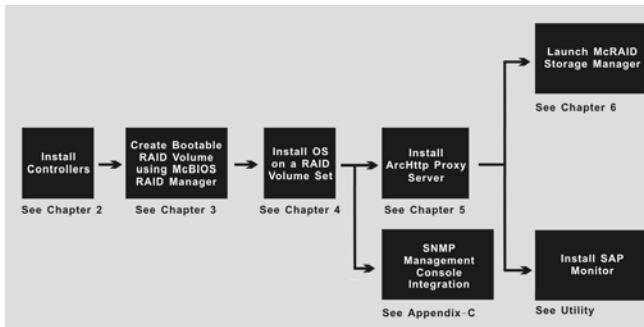 Install
Controllers
See Chapter 2
Create Bootable
RAID Volume
using McBIOS
RAID Manager
See Chapter 3
Install OS
on a RAID
Volume Set
See Chapter 4
Install
ArcHttp Proxy
Server
See Chapter 5
SNMP
Management
Console
Integration
See Appendix-C
Launch McRAID
Storage Manager
See Chapter 6
Install SAP
Monitor
See Utility